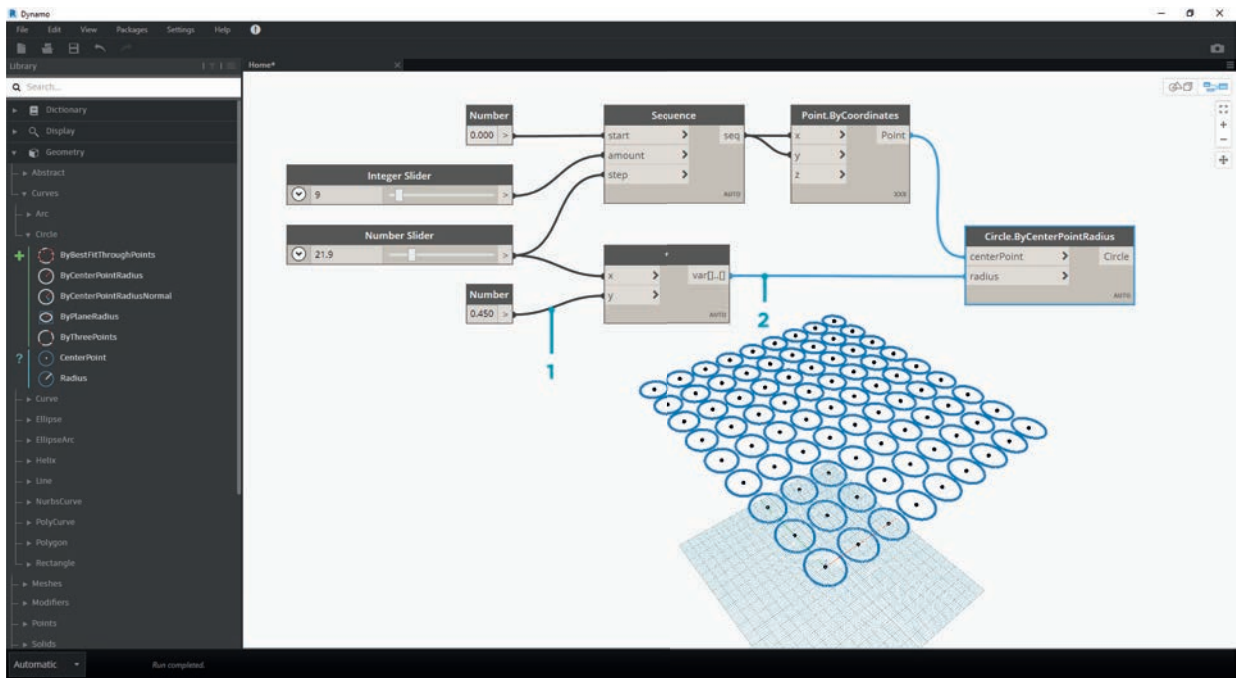 Dynamo
File Edit View Packages Settings Help
Library
Home*
Search...
Dictionary
Display
Geometry
Abstract
Curves
Arc
Circle
ByBestFitThroughPoints
ByCenterPointRadius
ByCenterPointRadiusNormal
ByPlaneRadius
ByThreePoints
? CenterPoint
Radius
Curve
Ellipse
EllipseArc
Helix
Line
NurbsCurve
PolyCurve
Polygon
Rectangle
Meshes
Modifiers
Points
Solids
Automatic
Run completed.
Number
0.000 >
Integer Slider
9 >
Number Slider
21.9 >
Number
0.450 >
Sequence
start > seq
amount >
step >
AUTO
Point.ByCoordinates
x > Point
y >
z >
XXX
+
x > var[]..[]
y >
AUTO
Circle.ByCenterPointRadius
centerPoint > Circle
radius >
AUTO
1
2